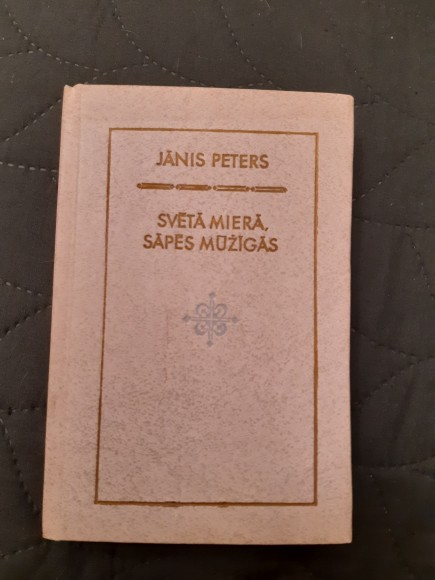 JĀNIS PETERS
SVĒTĀ MIERĀ,
SĀPĒS MŪŽĪGĀS